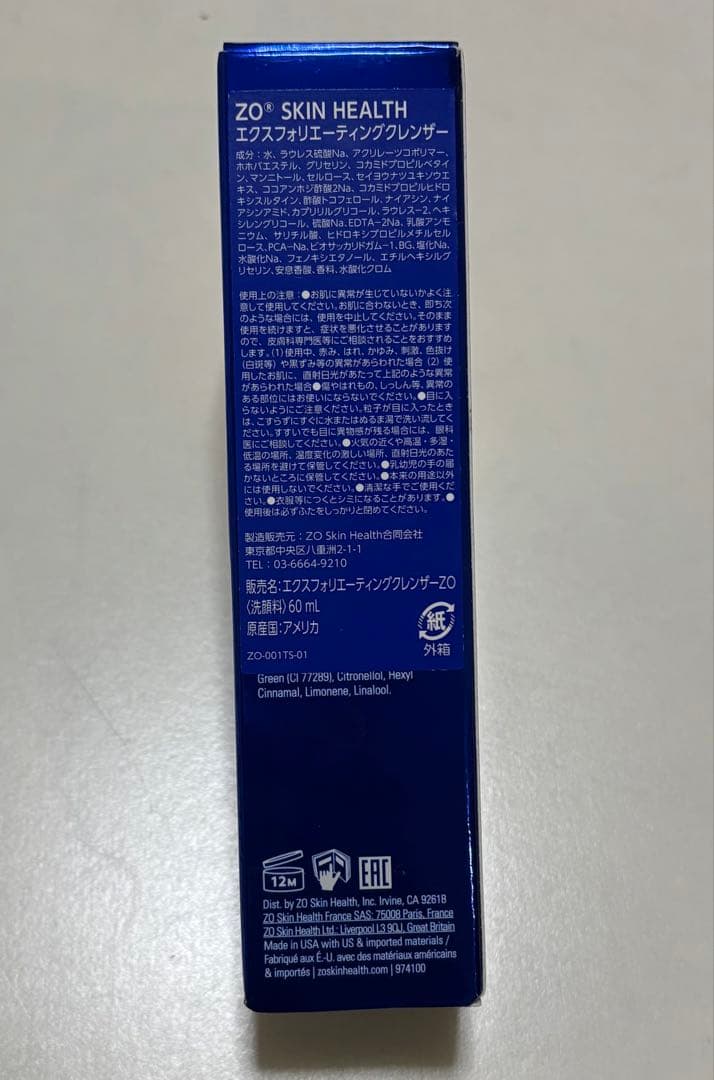 ZO® SKIN HEALTH
エクスフォリエーティングクレンザー
成分：水、ラウレス硫酸Na、アクリレーツコポリマー、
ホホバエステル、グリセリン、コカミドプロピルベタイ
ン、マンニトール、セルロース、セイヨウナツユキソウエ
キス、ココアンホジ酢酸2Na、コカミドプロピルヒドロ
キシスルタイン、酢酸トコフェロール、ナイアシン、ナイ
アシンアミド、カプリリルグリコール、ラウレス-2、ヘキ
シレングリコール、硫酸Na、EDTA-2Na、乳酸アンモ
ニウム、サリチル酸、ヒドロキシプロピルメチルセル
ロース、PCA-Na、ビオサッカリドガム-1、BG、塩化Na、
水酸化Na、フェノキシエタノール、エチルヘキシルグ
リセリン、安息香酸、香料、水酸化クロム
使用上の注意：●お肌に異常が生じていないかよく注
意して使用してください。お肌に合わないとき、即ち次
のような場合には、使用を中止してください。そのまま
使用を続けますと、症状を悪化させることがあります
ので、皮膚科専門医等にご相談されることをおすすめ
します。(1)使用中、赤み、はれ、かゆみ、刺激、色抜け
(白斑等)や黒ずみ等の異常があらわれた場合(2)使
用したお肌に、直射日光があたって上記のような異常
があらわれた場合●傷やはれもの、しっしん等、異常の
ある部位にはお使いにならないでください。●目に入
らないようにご注意ください。粒子が目に入ったとき
は、こすらずにすぐに水またはぬるま湯で洗い流してく
ださい。すすいでも目に異物感が残る場合には、眼科
医にご相談してください。●火気の近くや高温・多湿・
低温の場所、温度変化の激しい場所、直射日光のあた
る場所を避けて保管してください。●乳幼児の手の届
かないところに保管してください。●本来の用途以外
には使用しないでください。●清潔な手でご使用くださ
い。●衣服等につくとシミになることがあります。●
使用後は必ずふたをしっかりと閉めてください。
製造販売元：ZO Skin Health合同会社
東京都中央区八重洲2-1-1
TEL：03-6664-9210
販売名：エクスフォリエーティングクレンザーZO
〈洗顔料〉60 mL
原産国：アメリカ
紙
外箱
ZO-001TS-01
Green (CI 77289), Citronellol, Hexyl
Cinnamal, Limonene, Linalool.
12M
EAC
Dist. by ZO Skin Health, Inc. Irvine, CA 92618
ZO Skin Health France SAS: 75008 Paris, France
ZO Skin Health Ltd.: Liverpool L3 9QJ, Great Britain
Made in USA with US & imported materials /
Fabriqué aux É.-U. avec des matériaux américains
& importés | zoskinhealth.com | 974100